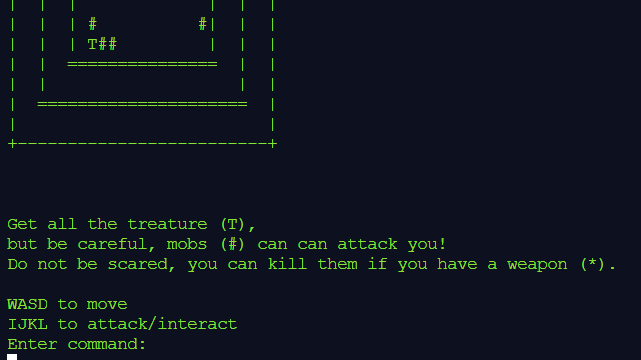 |  |  |             |  |  |
|  |  | #          #|  |  |
|  |  | T##         |  |  |
|  |  ===============  |  |
|  |                   |  |
|  =====================  |
|                         |
+-------------------------+
Get all the treature (T),
but be careful, mobs (#) can can attack you!
Do not be scared, you can kill them if you have a weapon (*).
WASD to move
IJKL to attack/interact
Enter command: